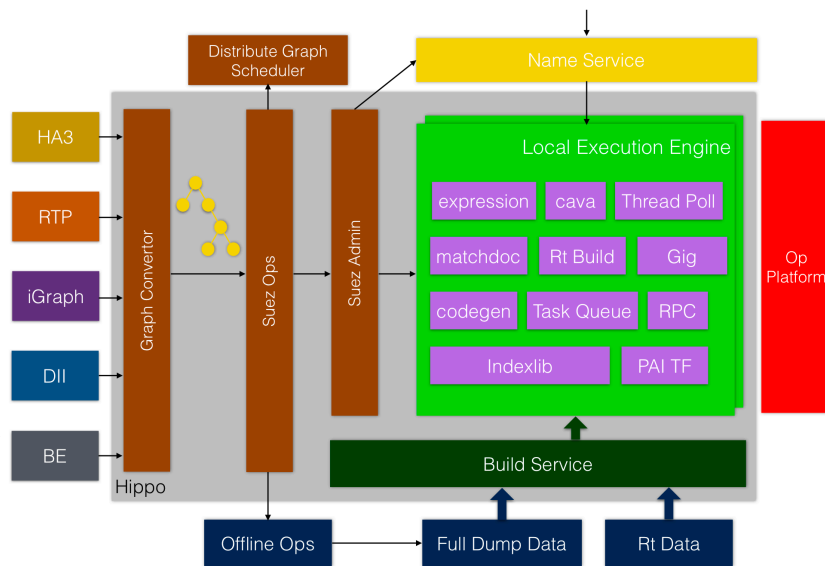 Distribute Graph
Scheduler
Name Service
HA3
RTP
iGraph
DII
BE
Graph Convertor
Suez Ops
Suez Admin
Local Execution Engine
expression
cava
Thread Poll
matchdoc
Rt Build
Gig
codegen
Task Queue
RPC
Indexlib
PAI TF
Op
Platform
Build Service
Hippo
Offline Ops
Full Dump Data
Rt Data